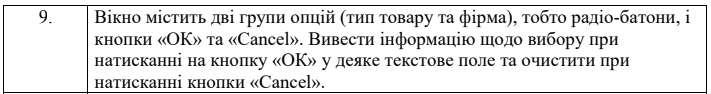 9. Вікно містить дві групи опцій (тип товару та фірма), тобто радіо-батони, і
кнопки «ОК» та «Cancel». Вивести інформацію щодо вибору при
натисканні на кнопку «ОК» у деяке текстове поле та очистити при
натисканні кнопки «Cancel».